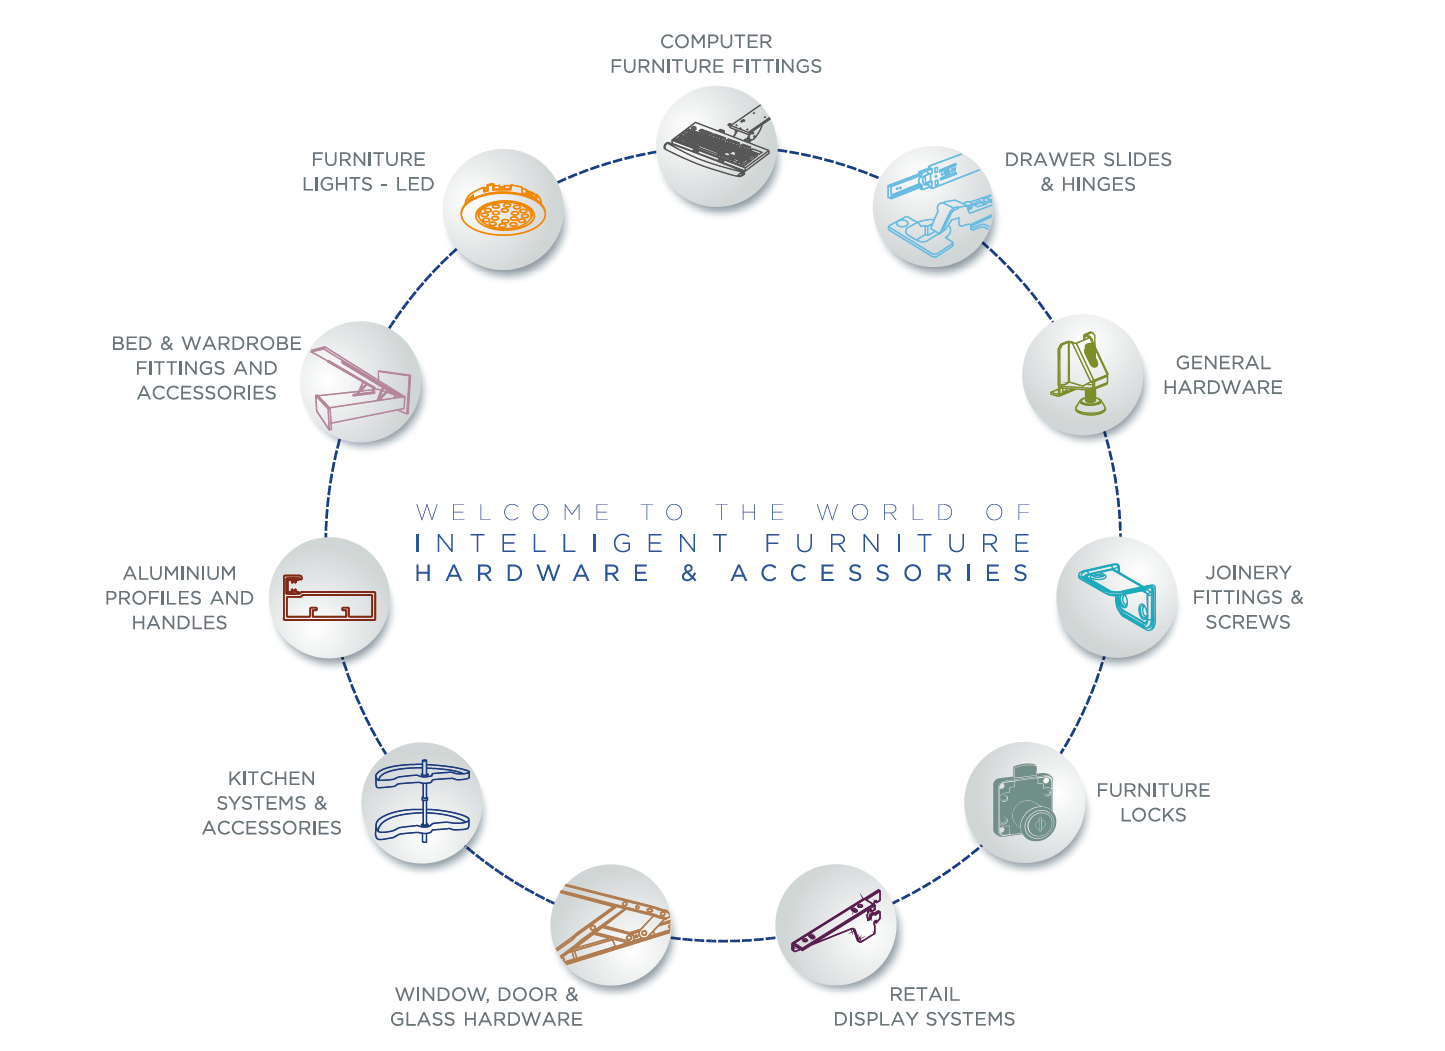 COMPUTER
FURNITURE FITTINGS
DRAWER SLIDES
& HINGES
GENERAL
HARDWARE
JOINERY
FITTINGS &
SCREWS
FURNITURE
LOCKS
RETAIL
DISPLAY SYSTEMS
WINDOW, DOOR &
GLASS HARDWARE
KITCHEN
SYSTEMS &
ACCESSORIES
ALUMINIUM
PROFILES AND
HANDLES
BED & WARDROBE
FITTINGS AND
ACCESSORIES
FURNITURE
LIGHTS - LED
WELCOME TO THE WORLD OF
INTELLIGENT FURNITURE
HARDWARE & ACCESSORIES